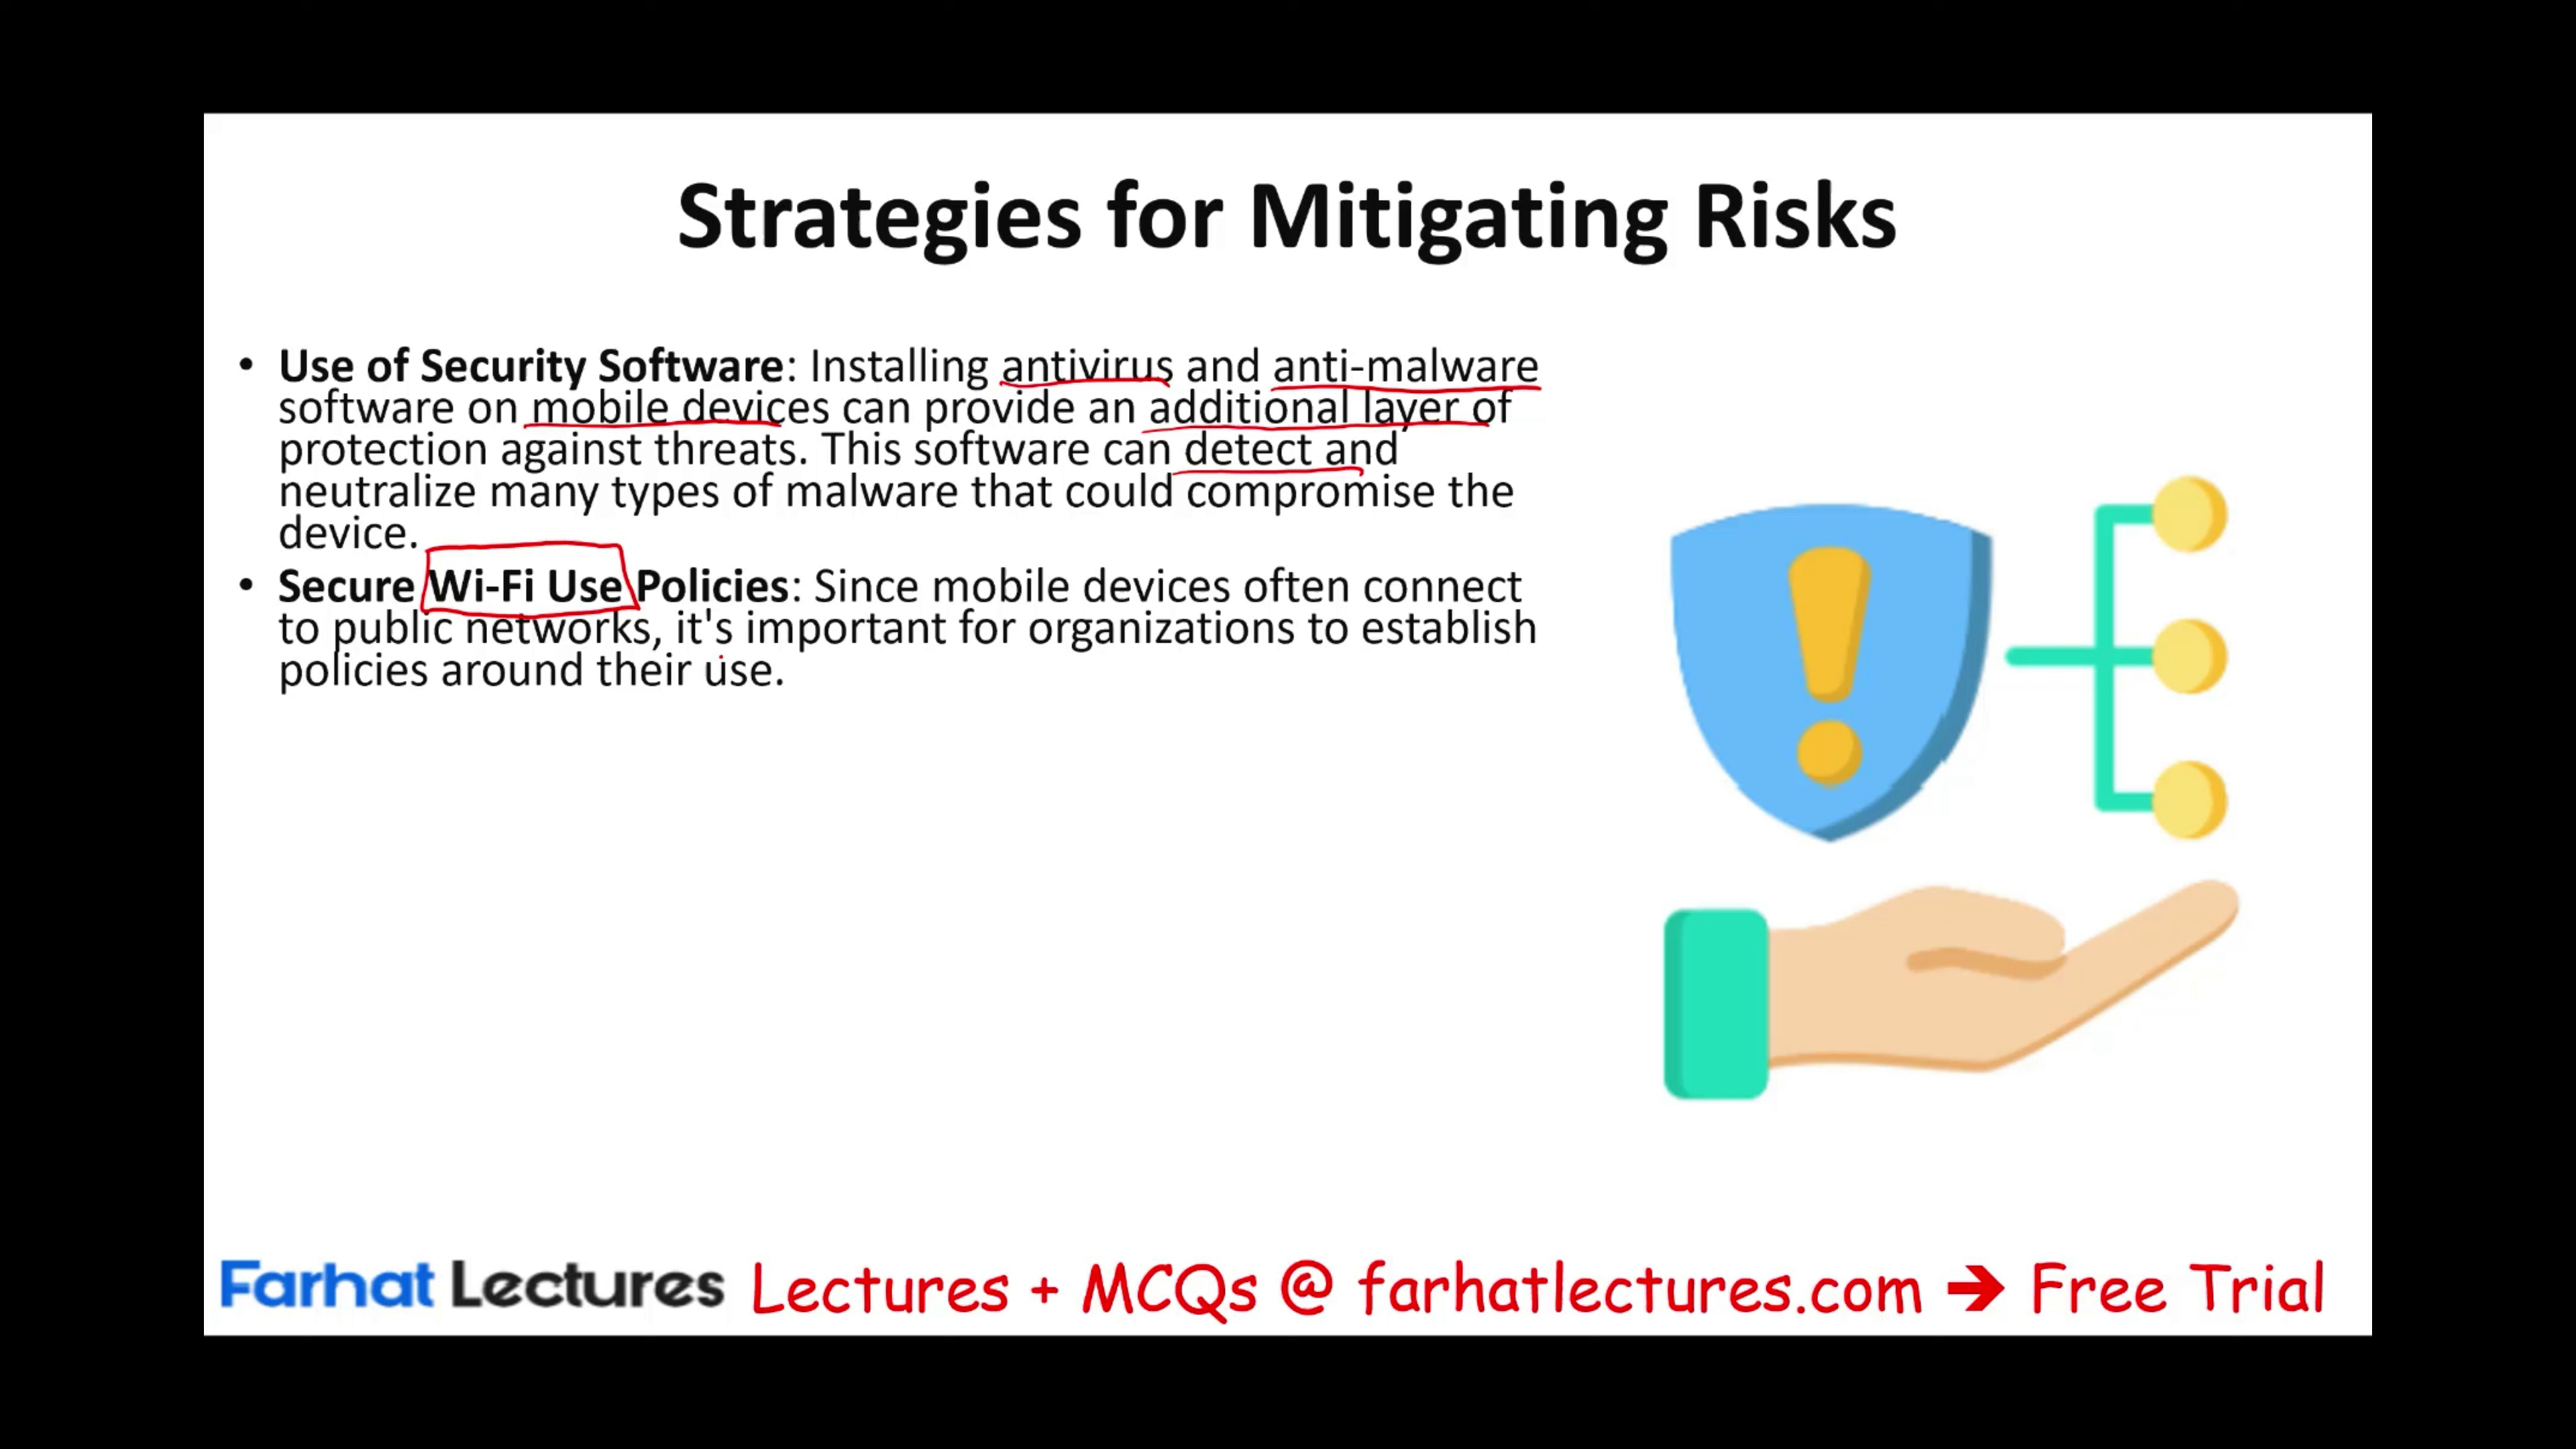 Strategies for Mitigating Risks
• Use of Security Software: Installing antivirus and anti-malware
software on mobile devices can provide an additional layer of
protection against threats. This software can detect and
neutralize many types of malware that could compromise the
device.
• Secure Wi-Fi Use Policies: Since mobile devices often connect
to public networks, it's important for organizations to establish
policies around their use.
Farhat Lectures Lectures + MCQs @ farhatlectures.com ➔ Free Trial